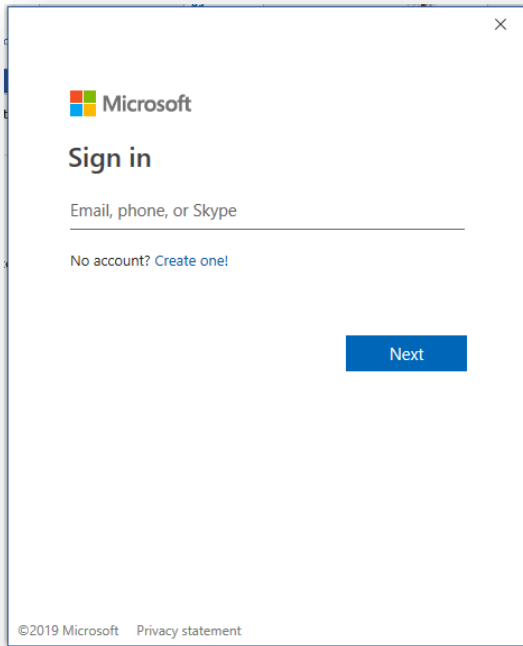 Microsoft
Sign in
Email, phone, or Skype
No account? Create one!
Next
©2019 Microsoft Privacy statement